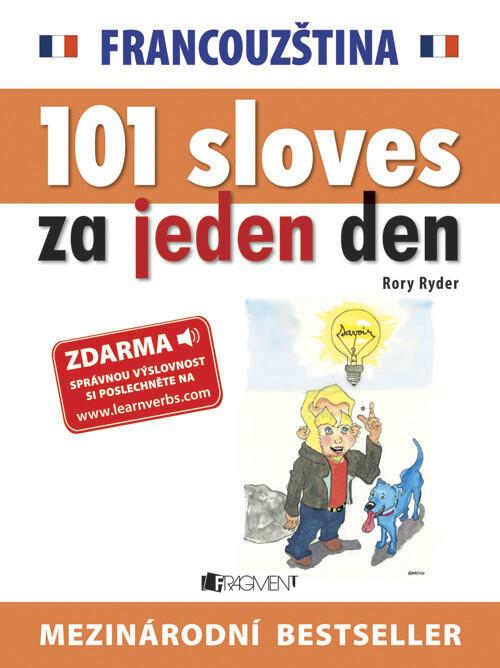 FRANCOUZŠTINA
101 sloves
za jeden den
Rory Ryder
ZDARMA
SPRÁVNOU VÝSLOVNOST
SI POSLECHNĚTE NA
www.learnverbs.com
Savoir
FRAGMENT
MEZINÁRODNÍ BESTSELLER